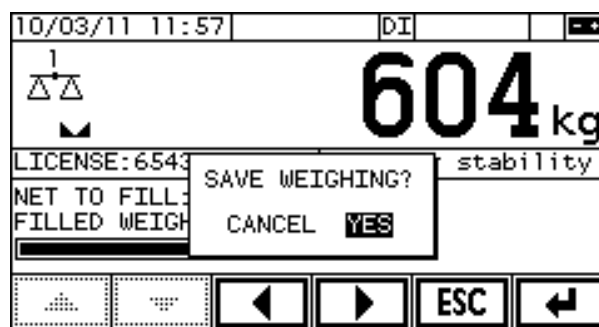 10/03/11 11:57 DI
1
604 kg
LICENSE:6543 stability
NET TO FILL:
FILLED WEIGH
SAVE WEIGHING?
CANCEL YES
ESC